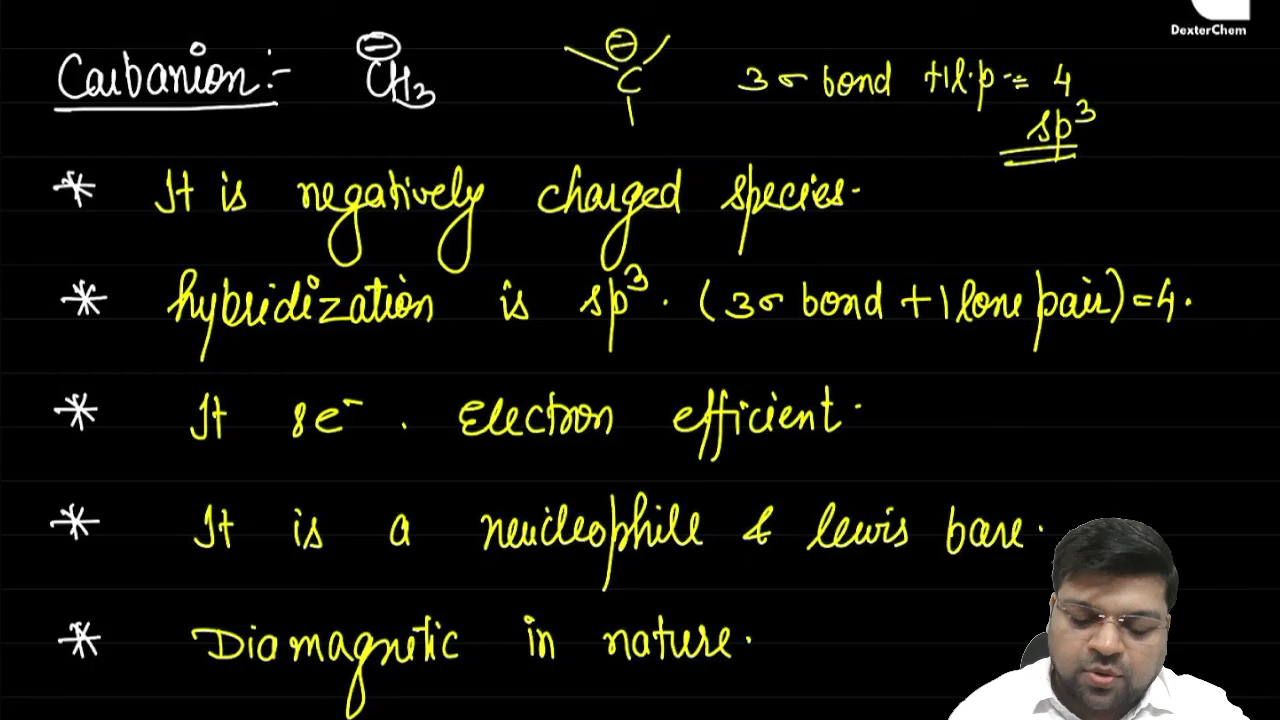 DexterChem
Carbanion:- CH3⊖ C⊖ 3σ bond +1l.p = 4
sp³
* It is negatively charged species.
* hybridization is sp³. (3σ bond + 1 lone pair) = 4.
* It 8e⁻. Electron efficient.
* It is a neucleophile & lewis base.
* Diamagnetic in nature.